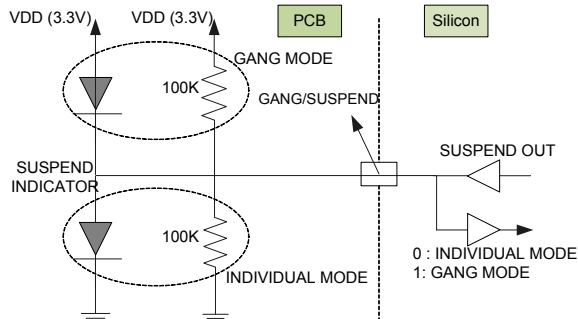 VDD (3.3V) VDD (3.3V) PCB Silicon
GANG MODE
100K
GANG/SUSPEND
SUSPEND OUT
SUSPEND
INDICATOR
100K
0 : INDIVIDUAL MODE
1: GANG MODE
INDIVIDUAL MODE